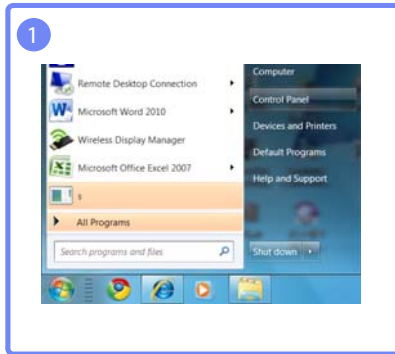 1
Remote Desktop Connection
Microsoft Word 2010
Wireless Display Manager
Microsoft Office Excel 2007
s
All Programs
Search programs and files
Computer
Control Panel
Devices and Printers
Default Programs
Help and Support
Shut down